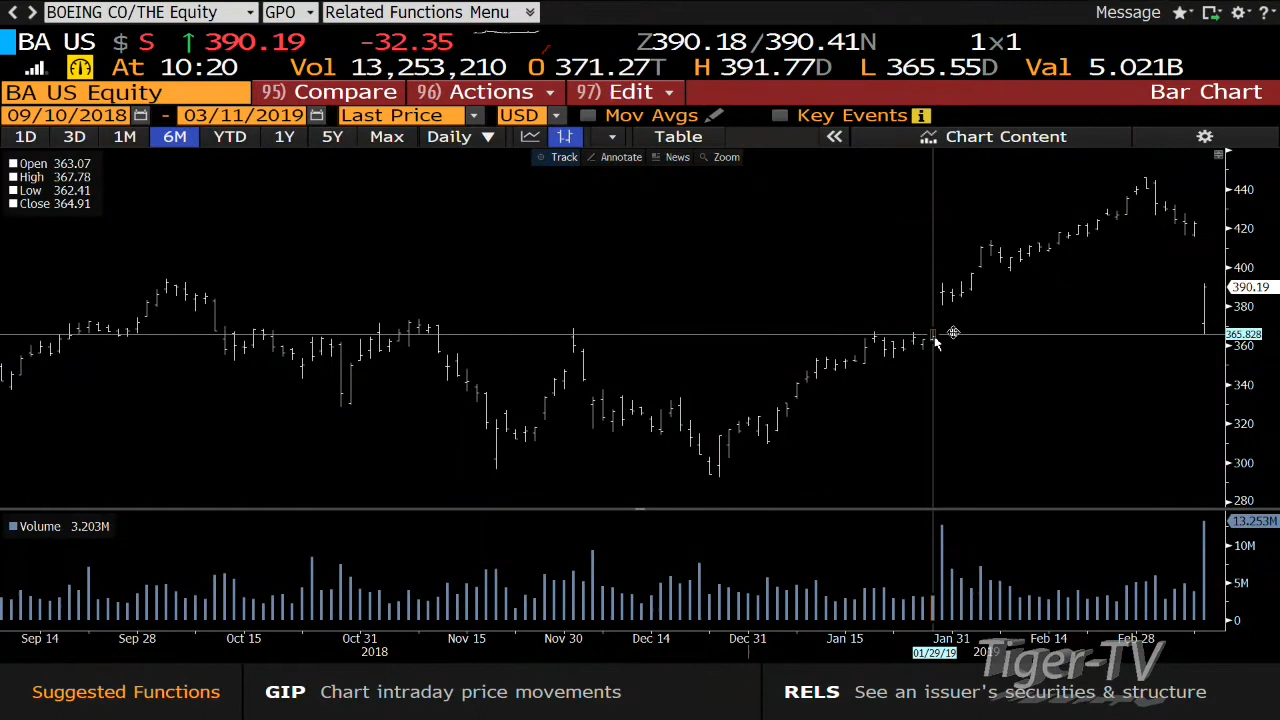 BOEING CO/THE Equity GPO Related Functions Menu Message ?
BA US $ S ↑ 390.19 -32.35 Z390.18/390.41N 1x1
At 10:20 Vol 13,253,210 O 371.27T H 391.77D L 365.55D Val 5.021B
BA US Equity 95) Compare 96) Actions 97) Edit Bar Chart
09/10/2018 - 03/11/2019 Last Price USD Mov Avgs Key Events i
1D 3D 1M 6M YTD 1Y 5Y Max Daily ▼ Table « Chart Content
Track Annotate News Zoom
Open 363.07
High 367.78
Low 362.41
Close 364.91
440
420
400
390.19
380
365.828
360
340
320
300
280
Volume 3.203M
13.253M
10M
5M
0
Sep 14 Sep 28 Oct 15 Oct 31 Nov 15 Nov 30 Dec 14 Dec 31 Jan 15 Jan 31 Feb 14 Feb 28
2018 01/29/19 2019
Tiger-TV
Suggested Functions GIP Chart intraday price movements RELS See an issuer's securities & structure